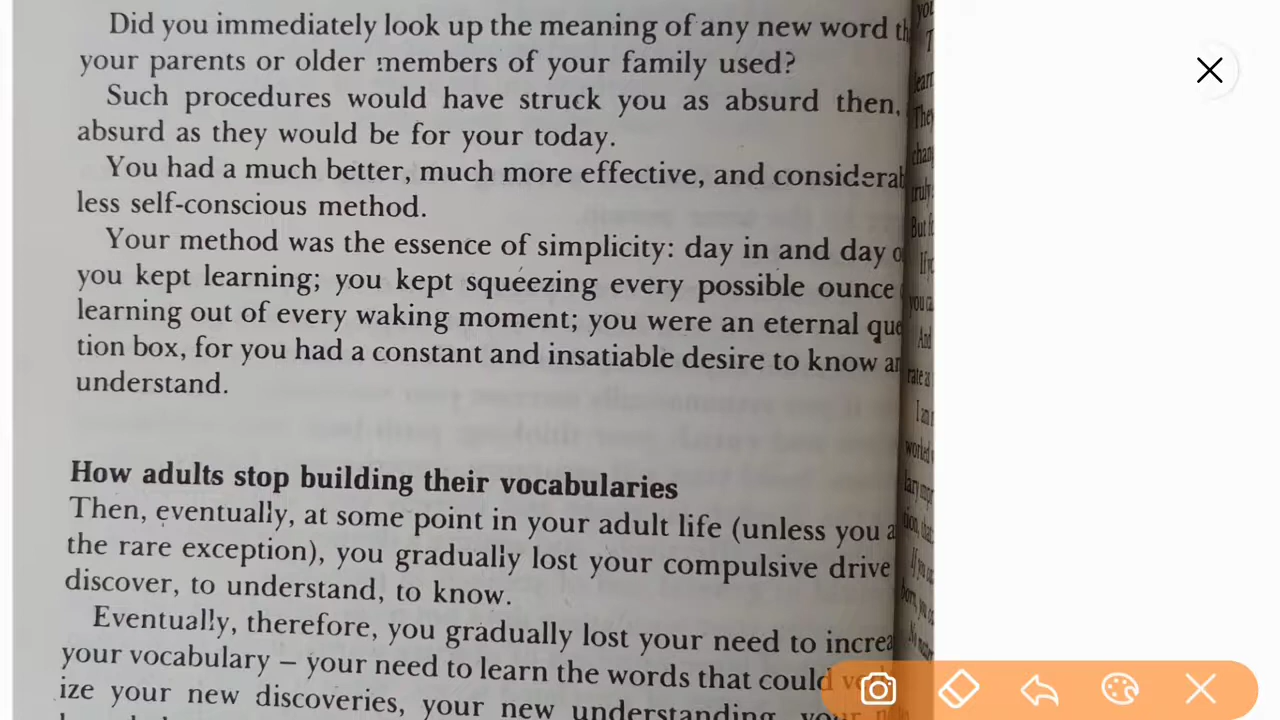 Did you immediately look up the meaning of any new word
your parents or older members of your family used?
Such procedures would have struck you as absurd then,
absurd as they would be for your today.
You had a much better, much more effective, and considerab
less self-conscious method.
Your method was the essence of simplicity: day in and day o
you kept learning; you kept squeezing every possible ounce
learning out of every waking moment; you were an eternal que
tion box, for you had a constant and insatiable desire to know an
understand.
How adults stop building their vocabularies
Then, eventually, at some point in your adult life (unless you a
the rare exception), you gradually lost your compulsive drive
discover, to understand, to know.
Eventually, therefore, you gradually lost your need to increa
your vocabulary – your need to learn the words that could
ize your new discoveries, your new understanding, your